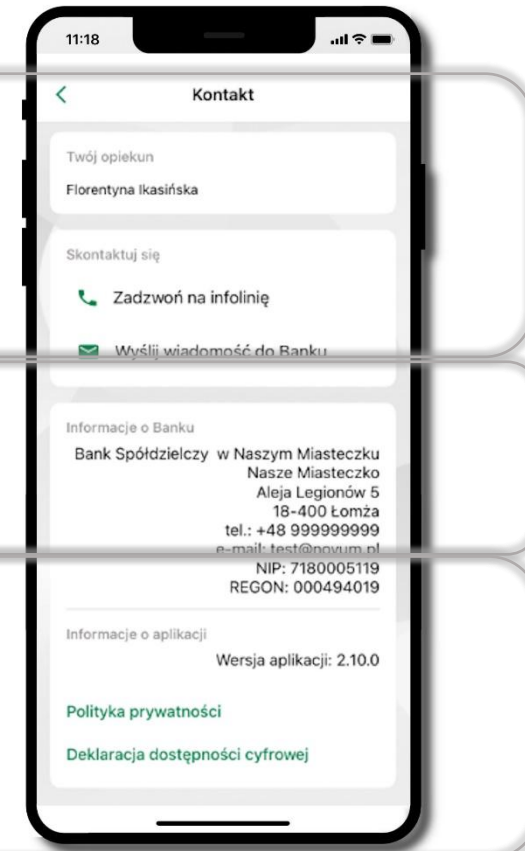 11:18
Kontakt
Twój opiekun
Florentyna Ikasińska
Skontaktuj się
Zadzwoń na infolinię
Wyślij wiadomość do Banku
Informacje o Banku
Bank Spółdzielczy w Naszym Miasteczku
Nasze Miasteczko
Aleja Legionów 5
18-400 Łomża
tel.: +48 999999999
e-mail: test@novum.pl
NIP: 7180005119
REGON: 000494019
Informacje o aplikacji
Wersja aplikacji: 2.10.0
Polityka prywatności
Deklaracja dostępności cyfrowej